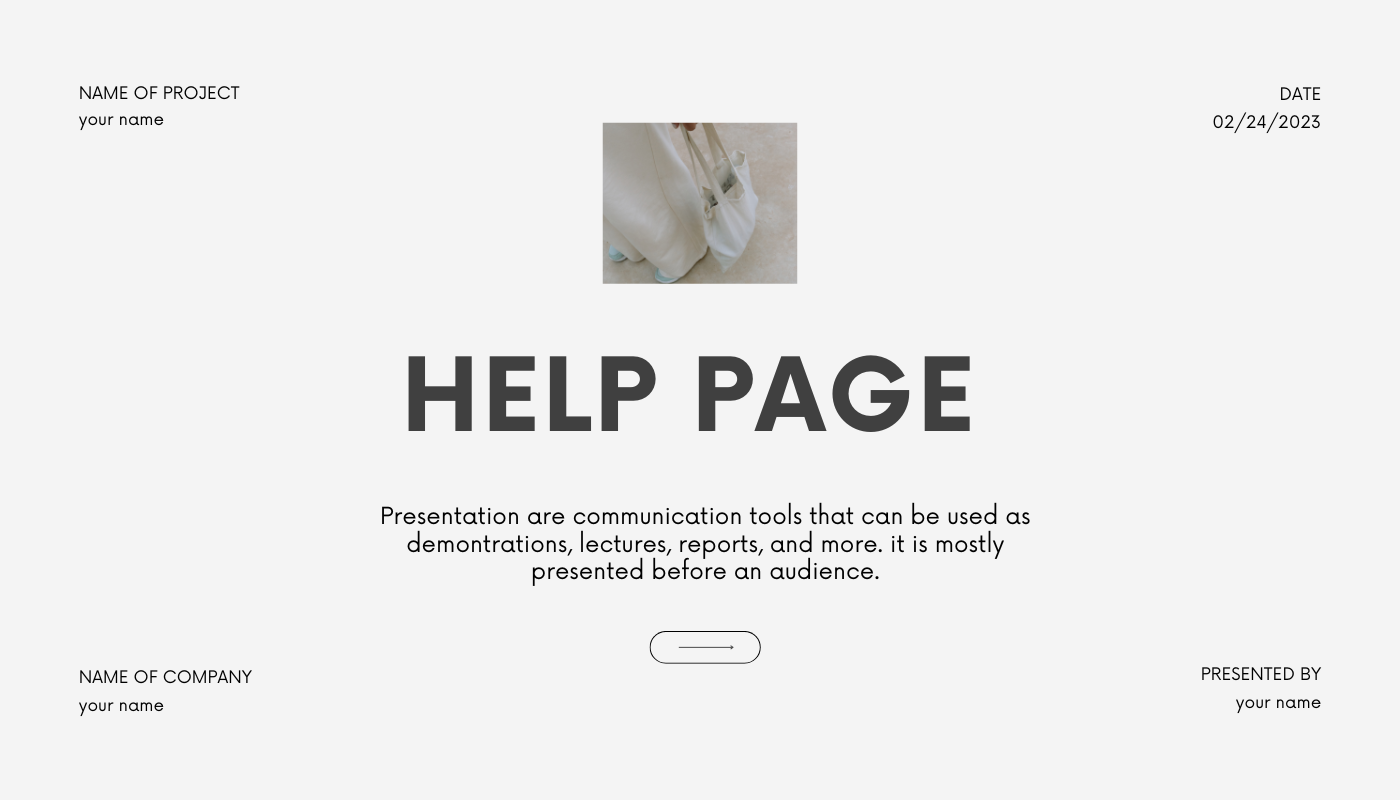 NAME OF PROJECT
your name
DATE
02/24/2023
HELP PAGE
Presentation are communication tools that can be used as
demontrations, lectures, reports, and more. it is mostly
presented before an audience.
NAME OF COMPANY
your name
PRESENTED BY
your name